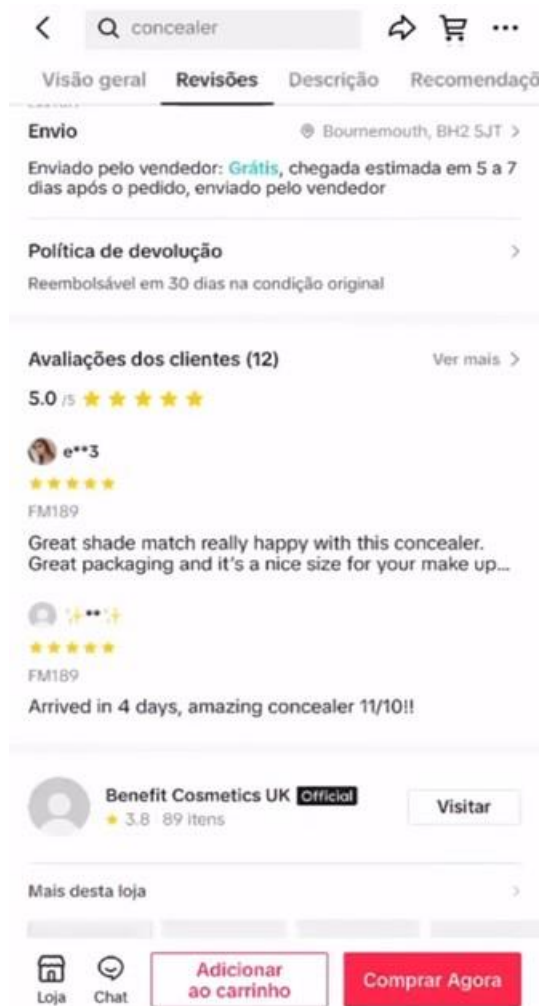 concealer
Visão geral Revisões Descrição Recomendaçõ
Envio Bournemouth, BH2 5JT >
Enviado pelo vendedor: Grátis, chegada estimada em 5 a 7
dias após o pedido, enviado pelo vendedor
Política de devolução >
Reembolsável em 30 dias na condição original
Avaliações dos clientes (12) Ver mais >
5.0 /5
e**3
FM189
Great shade match really happy with this concealer.
Great packaging and it's a nice size for your make up...
✨**✨
FM189
Arrived in 4 days, amazing concealer 11/10!!
Benefit Cosmetics UK Official
3.8 89 itens
Visitar
Mais desta loja >
Loja Chat
Adicionar
ao carrinho
Comprar Agora